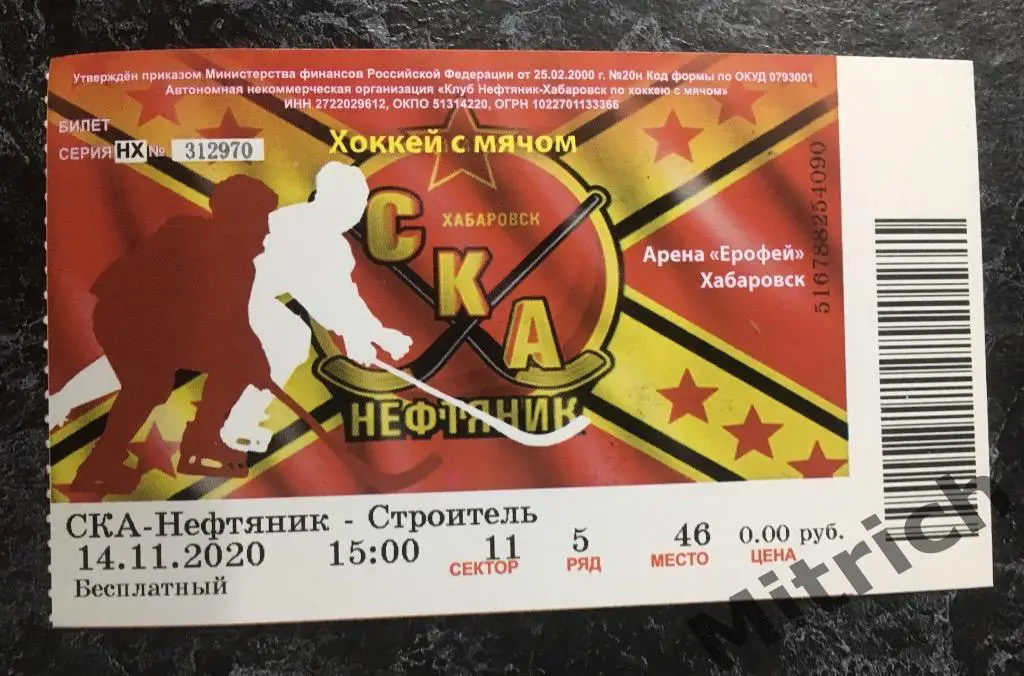 Утверждён приказом Министерства финансов Российской Федерации от 25.02.2000 г. №20н Код формы по ОКУД 0793001
Автономная некоммерческая организация «Клуб Нефтяник-Хабаровск по хоккею с мячом»
ИНН 2722029612, ОКПО 51314220, ОГРН 1022701133366
БИЛЕТ
СЕРИЯ НХ № 312970
Хоккей с мячом
ХАБАРОВСК
СКА
НЕФТЯНИК
Арена «Ерофей»
Хабаровск
516788254090
СКА-Нефтяник - Строитель
14.11.2020 15:00 11 СЕКТОР 5 РЯД 46 МЕСТО 0.00 руб. ЦЕНА
Бесплатный
Mitrich